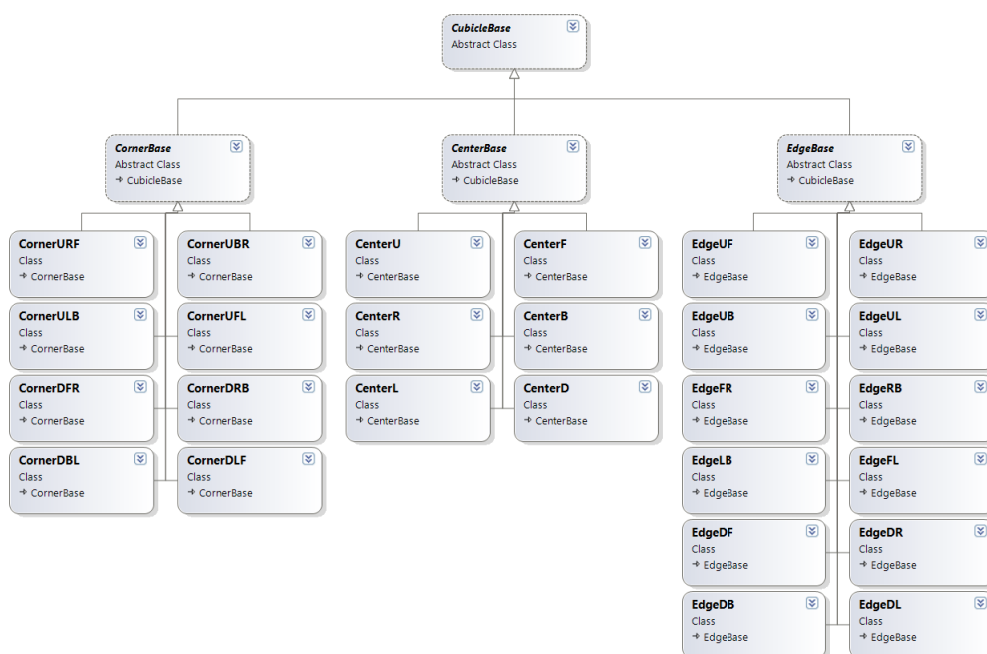 CubicleBase
Abstract Class
CornerBase
Abstract Class
CubicleBase
CenterBase
Abstract Class
CubicleBase
EdgeBase
Abstract Class
CubicleBase
CornerURF
Class
CornerBase
CornerUBR
Class
CornerBase
CornerULB
Class
CornerBase
CornerUFL
Class
CornerBase
CornerDFR
Class
CornerBase
CornerDRB
Class
CornerBase
CornerDBL
Class
CornerBase
CornerDLF
Class
CornerBase
CenterU
Class
CenterBase
CenterF
Class
CenterBase
CenterR
Class
CenterBase
CenterB
Class
CenterBase
CenterL
Class
CenterBase
CenterD
Class
CenterBase
EdgeUF
Class
EdgeBase
EdgeUR
Class
EdgeBase
EdgeUB
Class
EdgeBase
EdgeUL
Class
EdgeBase
EdgeFR
Class
EdgeBase
EdgeRB
Class
EdgeBase
EdgeLB
Class
EdgeBase
EdgeFL
Class
EdgeBase
EdgeDF
Class
EdgeBase
EdgeDR
Class
EdgeBase
EdgeDB
Class
EdgeBase
EdgeDL
Class
EdgeBase